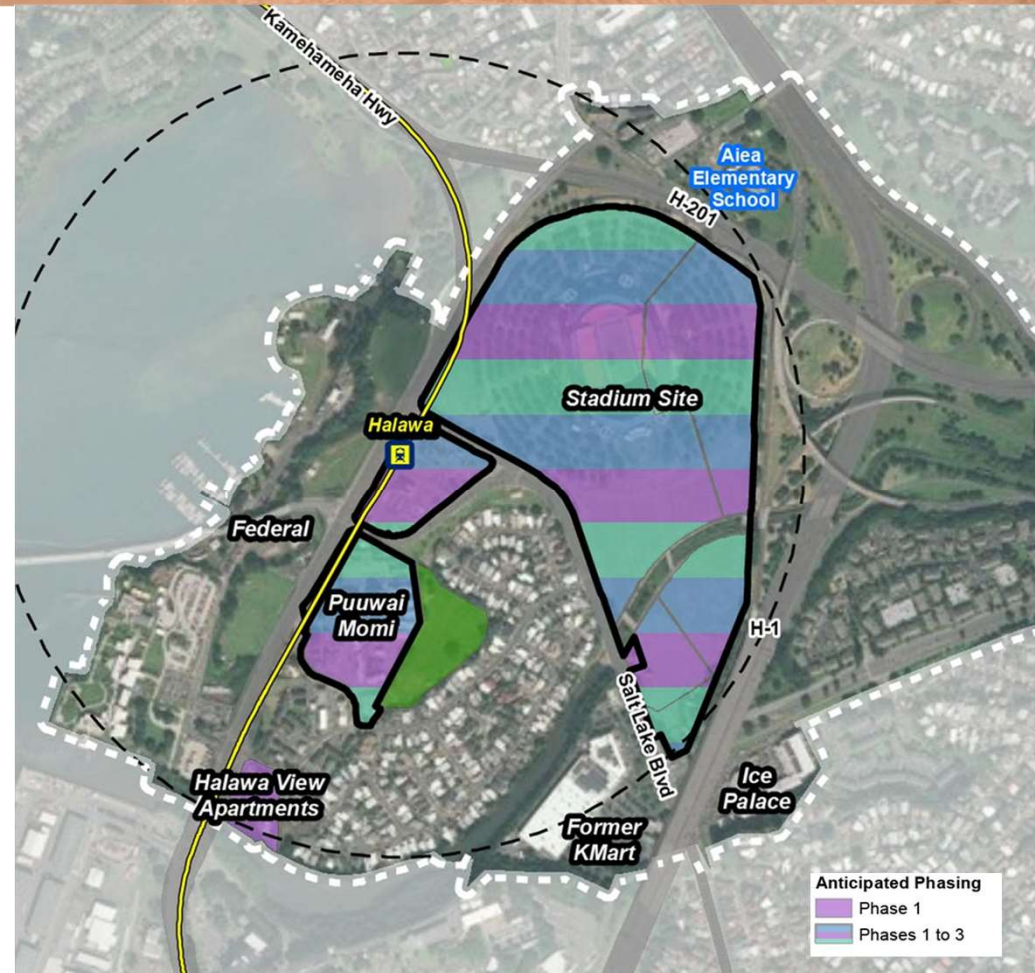 Kamehameha Hwy
Aiea
Elementary
School
H-201
Stadium Site
Halawa
Federal
Puuwai
Momi
H-1
Salt Lake Blvd
Halawa View
Apartments
Ice
Palace
Former
KMart
Anticipated Phasing
Phase 1
Phases 1 to 3